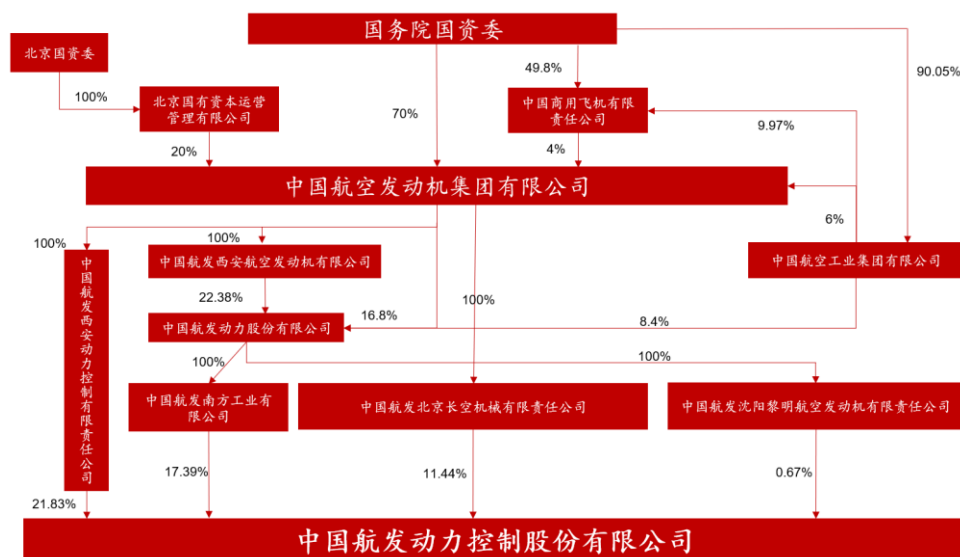 国务院国资委
北京国资委
49.8%
90.05%
100%
北京国有资本运营
管理有限公司
70%
中国商用飞机有限
责任公司
9.97%
20%
4%
中国航空发动机集团有限公司
6%
100%
100%
中国航发西安航空发动机有限公司
中国航空工业集团有限公司
中国航发西安动力控制有限责任公司
22.38%
100%
16.8%
8.4%
中国航发动力股份有限公司
100%
100%
中国航发南方工业有
限公司
中国航发北京长空机械有限责任公司
中国航发沈阳黎明航空发动机有限责任公司
17.39%
11.44%
0.67%
21.83%
中国航发动力控制股份有限公司